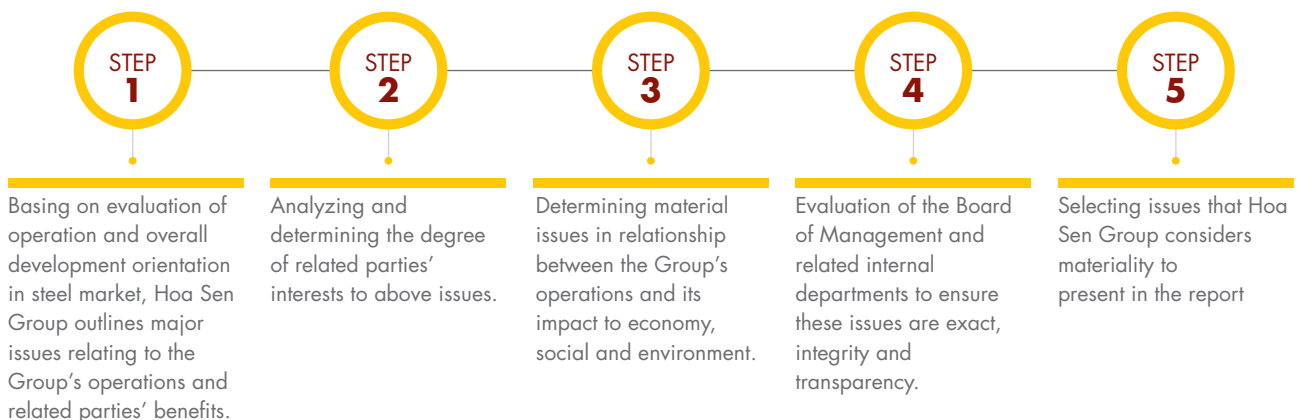 STEP
1
Basing on evaluation of
operation and overall
development orientation
in steel market, Hoa Sen
Group outlines major
issues relating to the
Group’s operations and
related parties’ benefits.
STEP
2
Analyzing and
determining the degree
of related parties’
interests to above issues.
STEP
3
Determining material
issues in relationship
between the Group’s
operations and its
impact to economy,
social and environment.
STEP
4
Evaluation of the Board
of Management and
related internal
departments to ensure
these issues are exact,
integrity and
transparency.
STEP
5
Selecting issues that Hoa
Sen Group considers
materiality to
present in the report